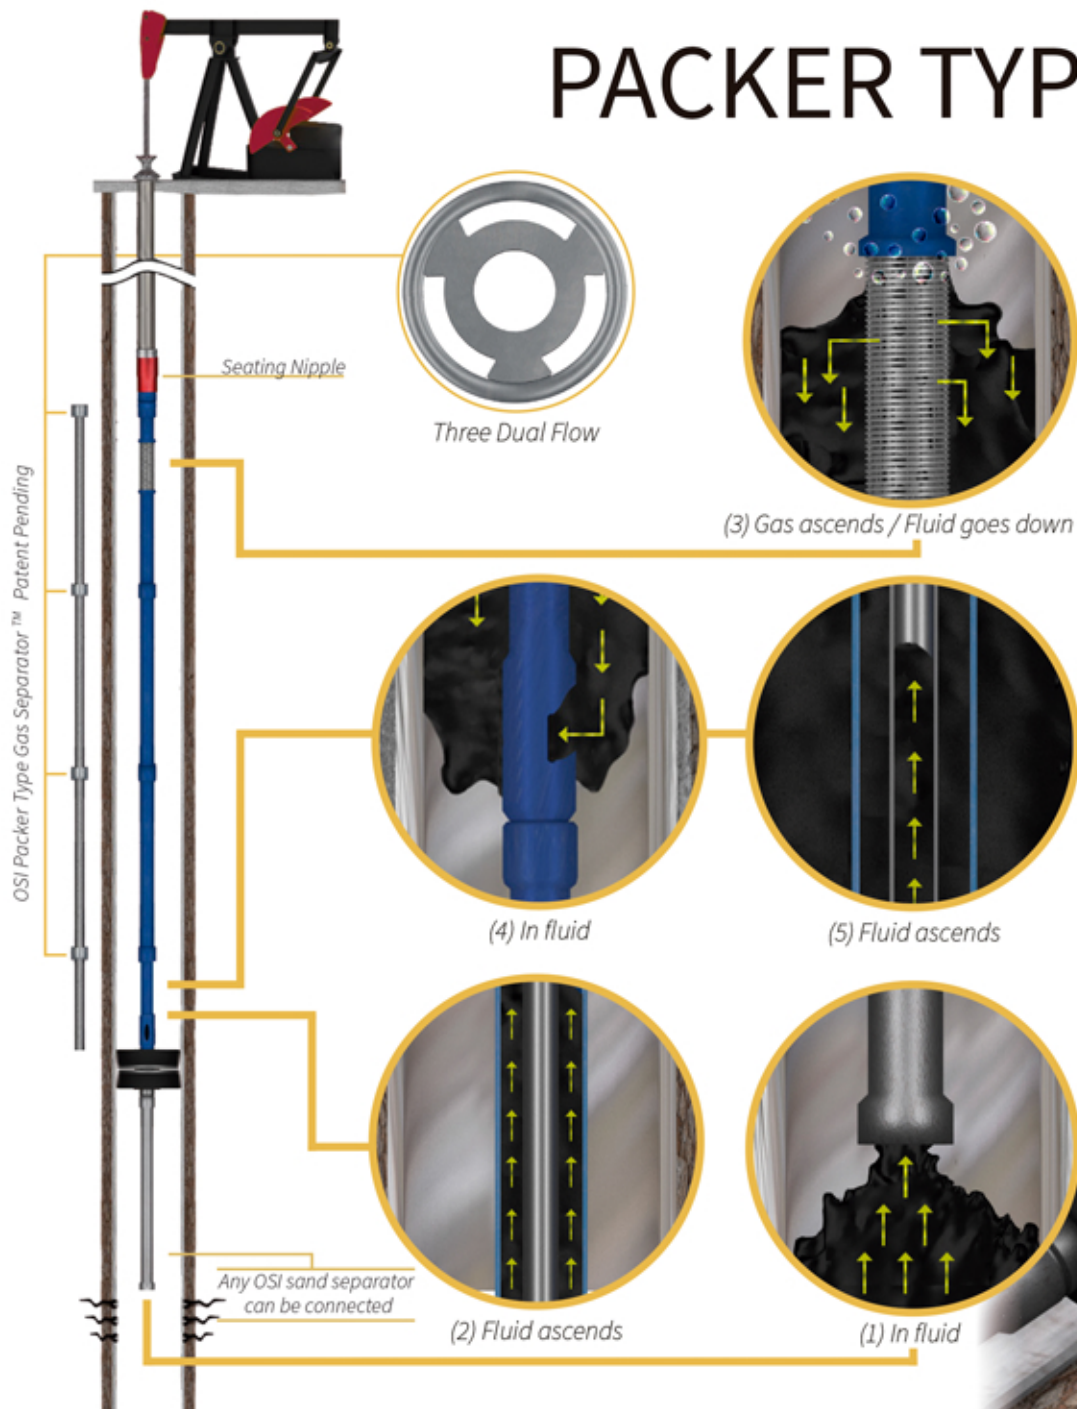 PACKER TYP
Seating Nipple
Three Dual Flow
(3) Gas ascends / Fluid goes down
OSI Packer Type Gas Separator™ Patent Pending
(4) In fluid
(5) Fluid ascends
Any OSI sand separator
can be connected
(2) Fluid ascends
(1) In fluid